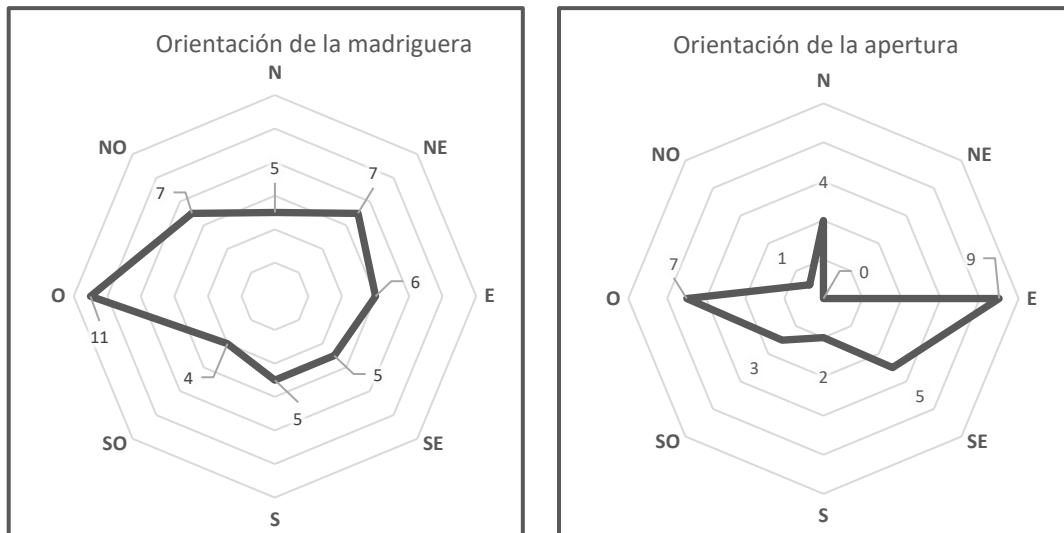 Orientación de la madriguera
N
NO
NE
5
7
7
O
6
E
11
4
5
5
SO
SE
S
Orientación de la apertura
N
NO
NE
4
1
0
9
7
O
E
3
2
5
SO
SE
S